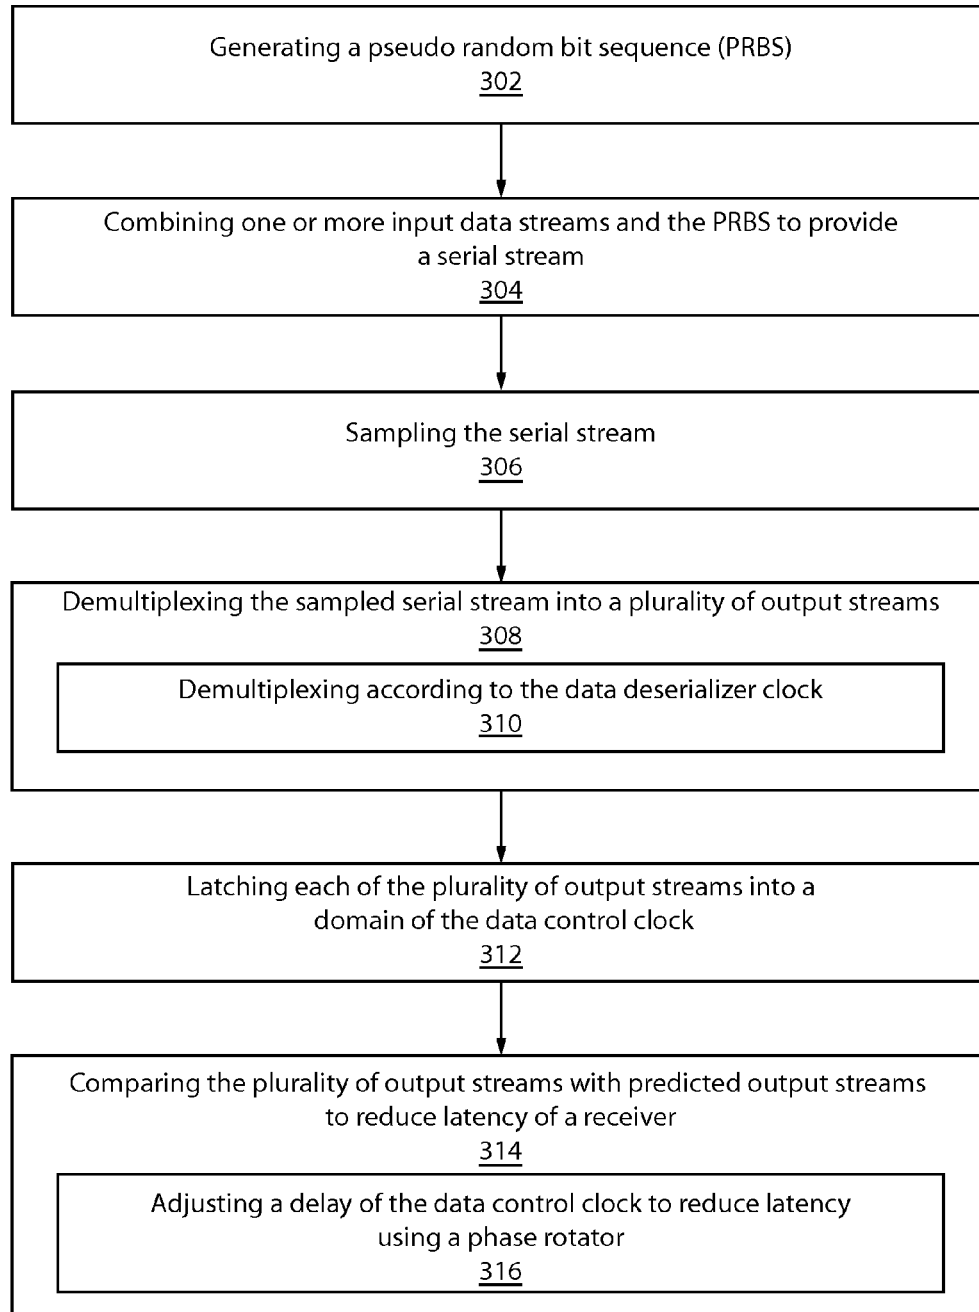 Generating a pseudo random bit sequence (PRBS)
302
Combining one or more input data streams and the PRBS to provide
a serial stream
304
Sampling the serial stream
306
Demultiplexing the sampled serial stream into a plurality of output streams
308
Demultiplexing according to the data deserializer clock
310
Latching each of the plurality of output streams into a
domain of the data control clock
312
Comparing the plurality of output streams with predicted output streams
to reduce latency of a receiver
314
Adjusting a delay of the data control clock to reduce latency
using a phase rotator
316